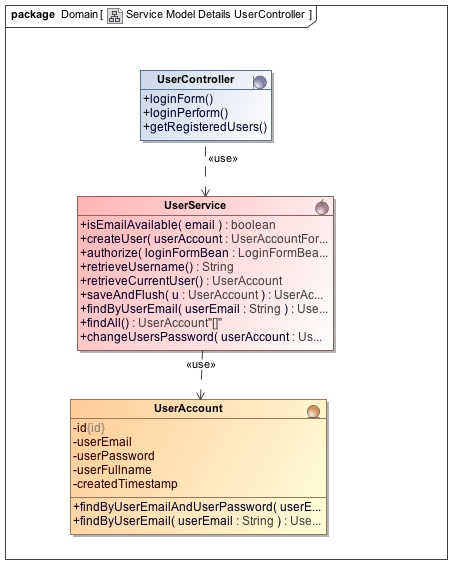 package Domain[ Service Model Details UserController ]
UserController
+loginForm()
+loginPerform()
+getRegisteredUsers()
«use»
UserService
+isEmailAvailable( email ) : boolean
+createUser( userAccount : UserAccountFor...
+authorize( loginFormBean : LoginFormBea...
+retrieveUsername() : String
+retrieveCurrentUser() : UserAccount
+saveAndFlush( u : UserAccount ) : UserAc...
+findByUserEmail( userEmail : String ) : Use...
+findAll() : UserAccount"[]"
+changeUsersPassword( userAccount : Us...
«use»
UserAccount
-id{id}
-userEmail
-userPassword
-userFullname
-createdTimestamp
+findByUserEmailAndUserPassword( userE...
+findByUserEmail( userEmail : String ) : Use...